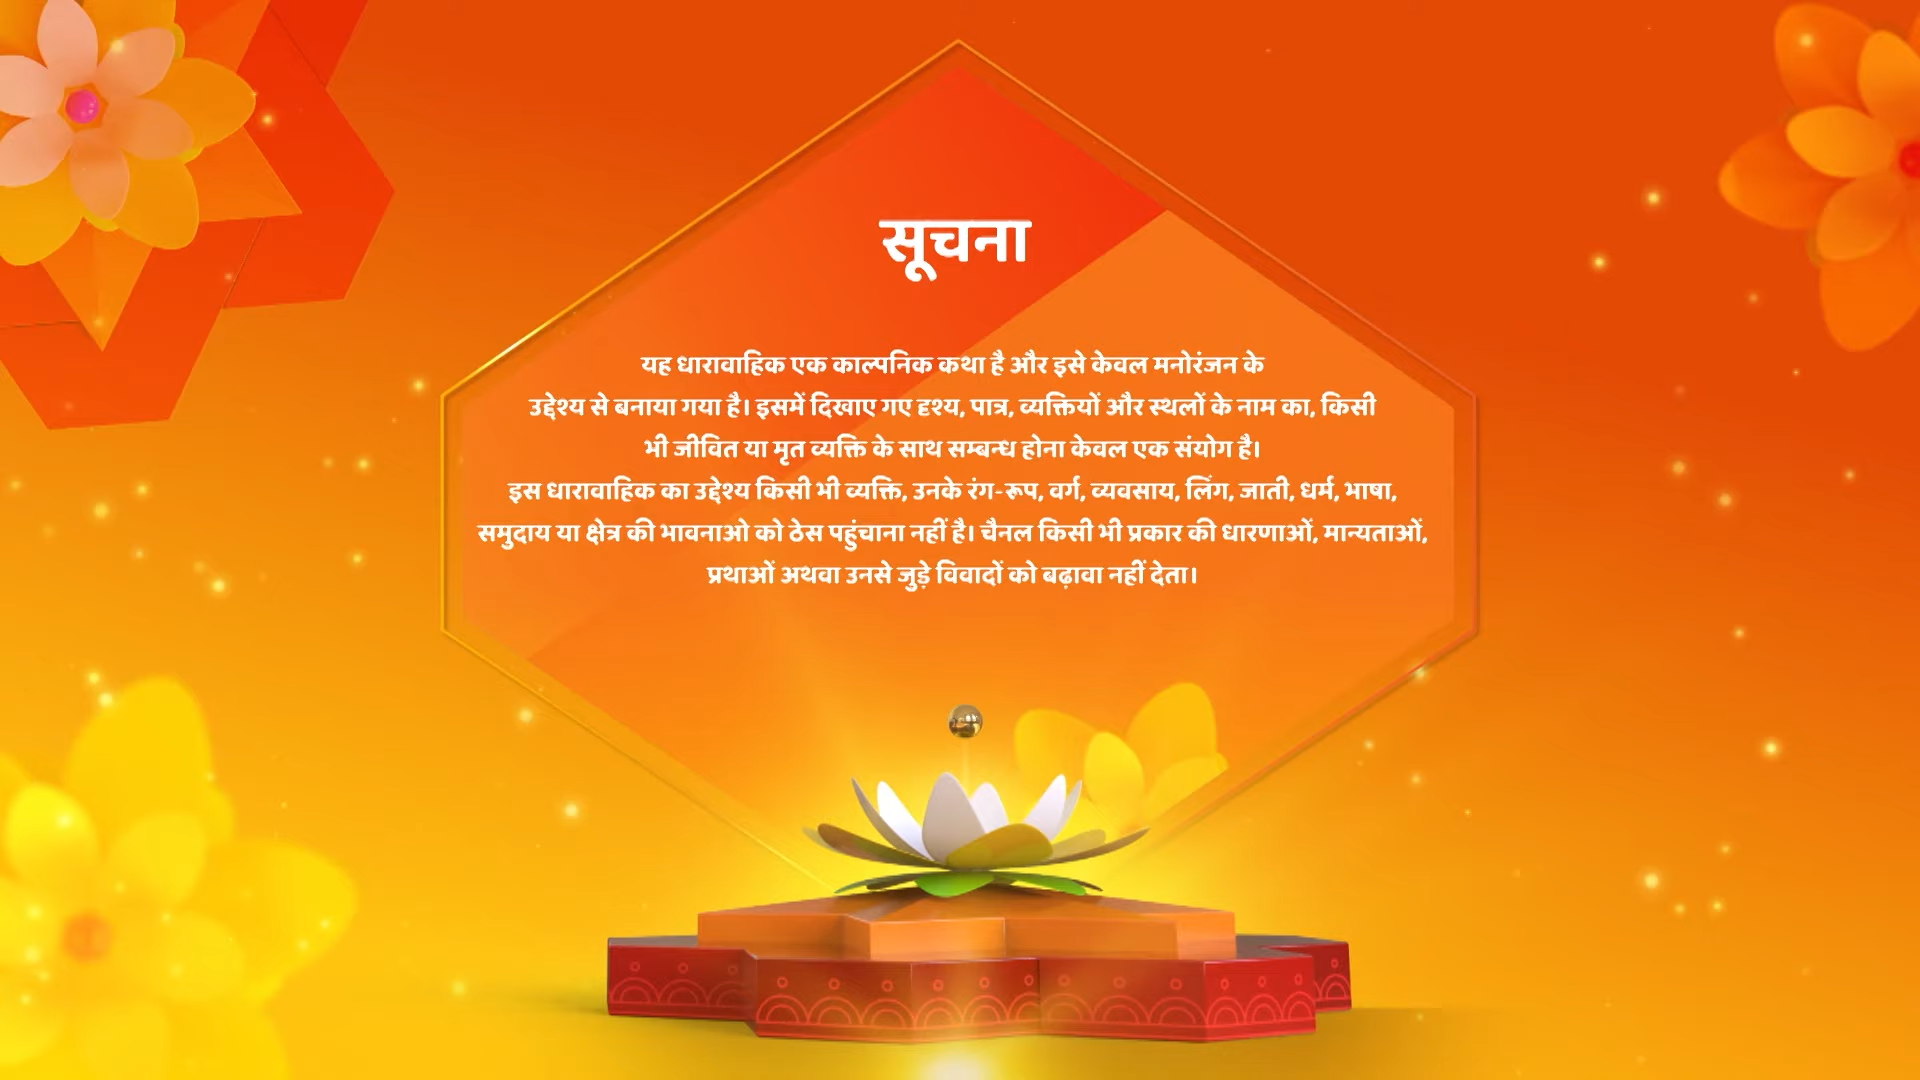 सूचना
यह धारावाहिक एक काल्पनिक कथा है और इसे केवल मनोरंजन के
उद्देश्य से बनाया गया है। इसमें दिखाए गए दृश्य, पात्र, व्यक्तियों और स्थलों के नाम का, किसी
भी जीवित या मृत व्यक्ति के साथ सम्बन्ध होना केवल एक संयोग है।
इस धारावाहिक का उद्देश्य किसी भी व्यक्ति, उनके रंग-रूप, वर्ग, व्यवसाय, लिंग, जाती, धर्म, भाषा,
समुदाय या क्षेत्र की भावनाओ को ठेस पहुंचाना नहीं है। चैनल किसी भी प्रकार की धारणाओं, मान्यताओं,
प्रथाओं अथवा उनसे जुड़े विवादों को बढ़ावा नहीं देता।